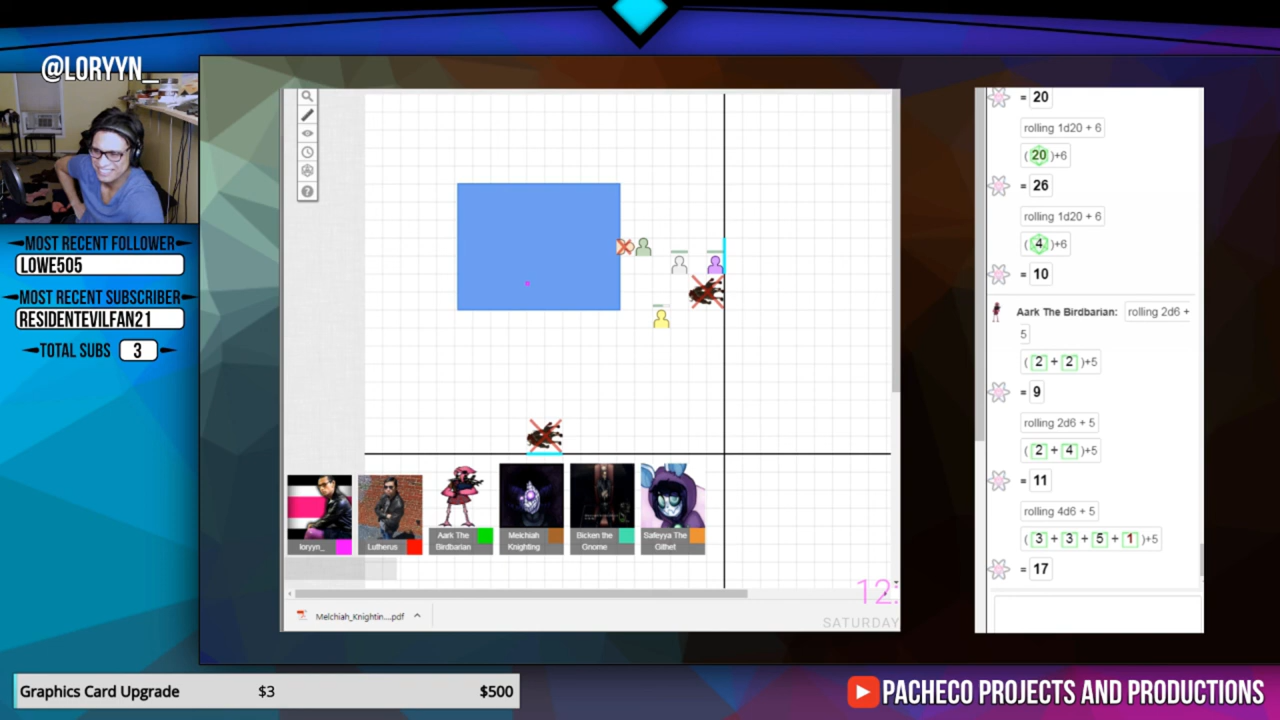 @LORYYN_
MOST RECENT FOLLOWER
LOWE505
MOST RECENT SUBSCRIBER
RESIDENTEVILFAN21
TOTAL SUBS 3
loryyn_
Lutherus
Aark The
Birdbarian
Melchiah
Knighting
Bicken the
Gnome
Safeyya The
Githet
Melchiah_Knightin....pdf
12:
SATURDAY
= 20
rolling 1d20 + 6
( 20 )+6
= 26
rolling 1d20 + 6
( 4 )+6
= 10
Aark The Birdbarian: rolling 2d6 +
5
( 2 + 2 )+5
= 9
rolling 2d6 + 5
( 2 + 4 )+5
= 11
rolling 4d6 + 5
( 3 + 3 + 5 + 1 )+5
= 17
Graphics Card Upgrade $3 $500
PACHECO PROJECTS AND PRODUCTIONS